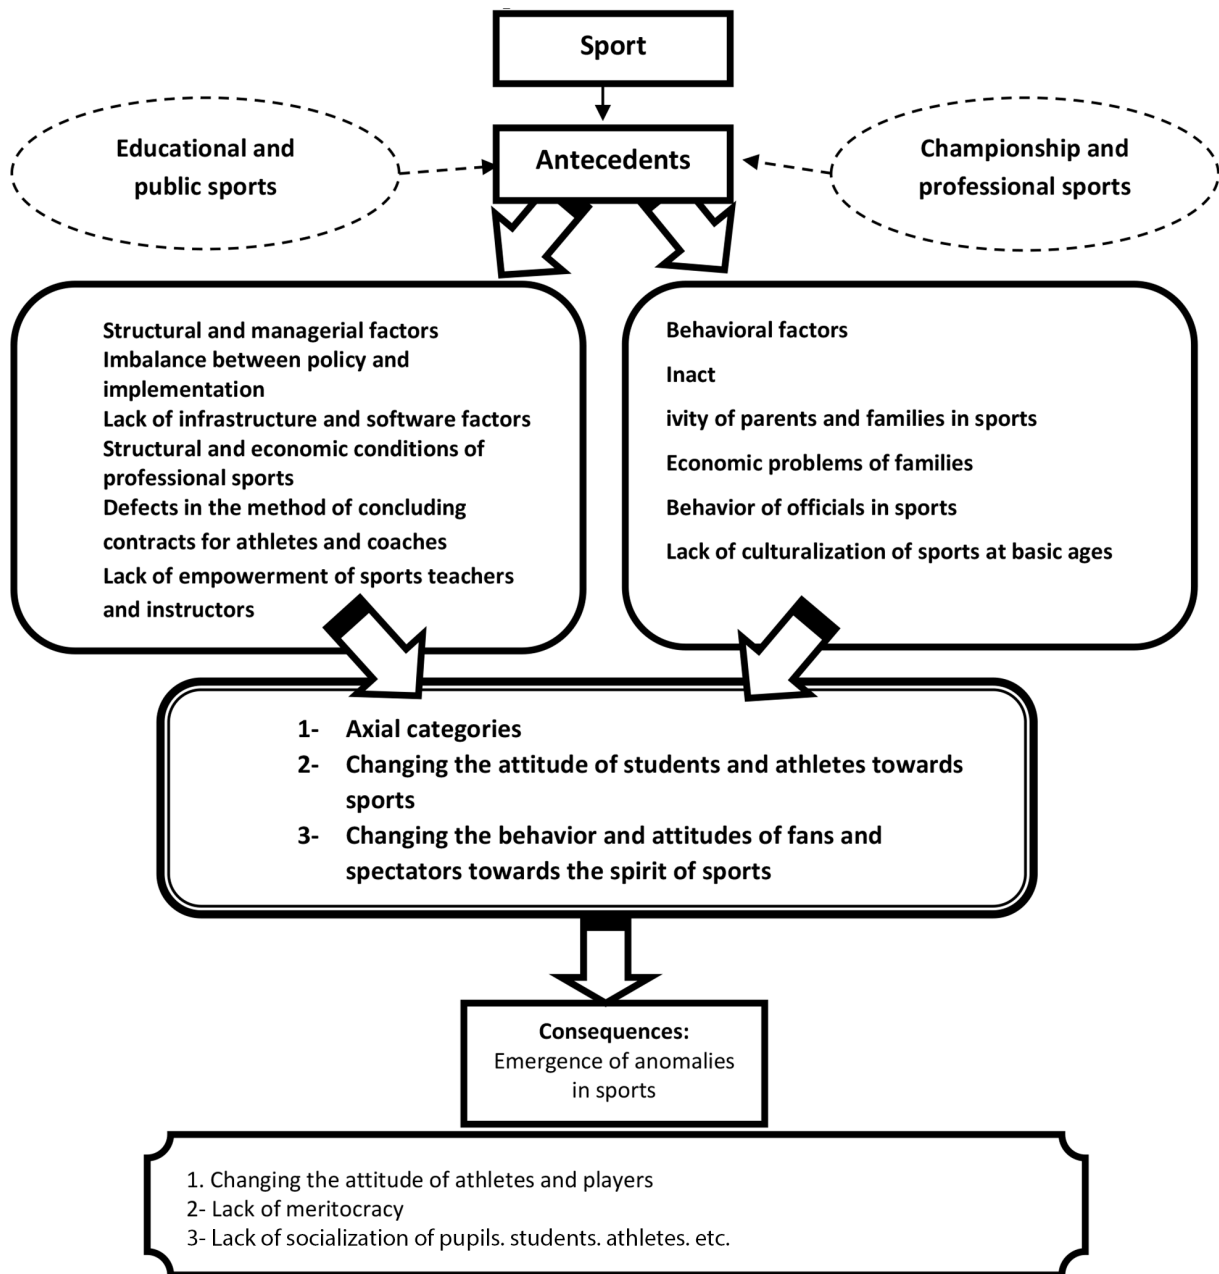 Sport
Educational and
public sports
Antecedents
Championship and
professional sports
Structural and managerial factors
Imbalance between policy and
implementation
Lack of infrastructure and software factors
Structural and economic conditions of
professional sports
Defects in the method of concluding
contracts for athletes and coaches
Lack of empowerment of sports teachers
and instructors
Behavioral factors
Inact
ivity of parents and families in sports
Economic problems of families
Behavior of officials in sports
Lack of culturalization of sports at basic ages
1- Axial categories
2- Changing the attitude of students and athletes towards
sports
3- Changing the behavior and attitudes of fans and
spectators towards the spirit of sports
Consequences:
Emergence of anomalies
in sports
1. Changing the attitude of athletes and players
2- Lack of meritocracy
3- Lack of socialization of pupils. students. athletes. etc.